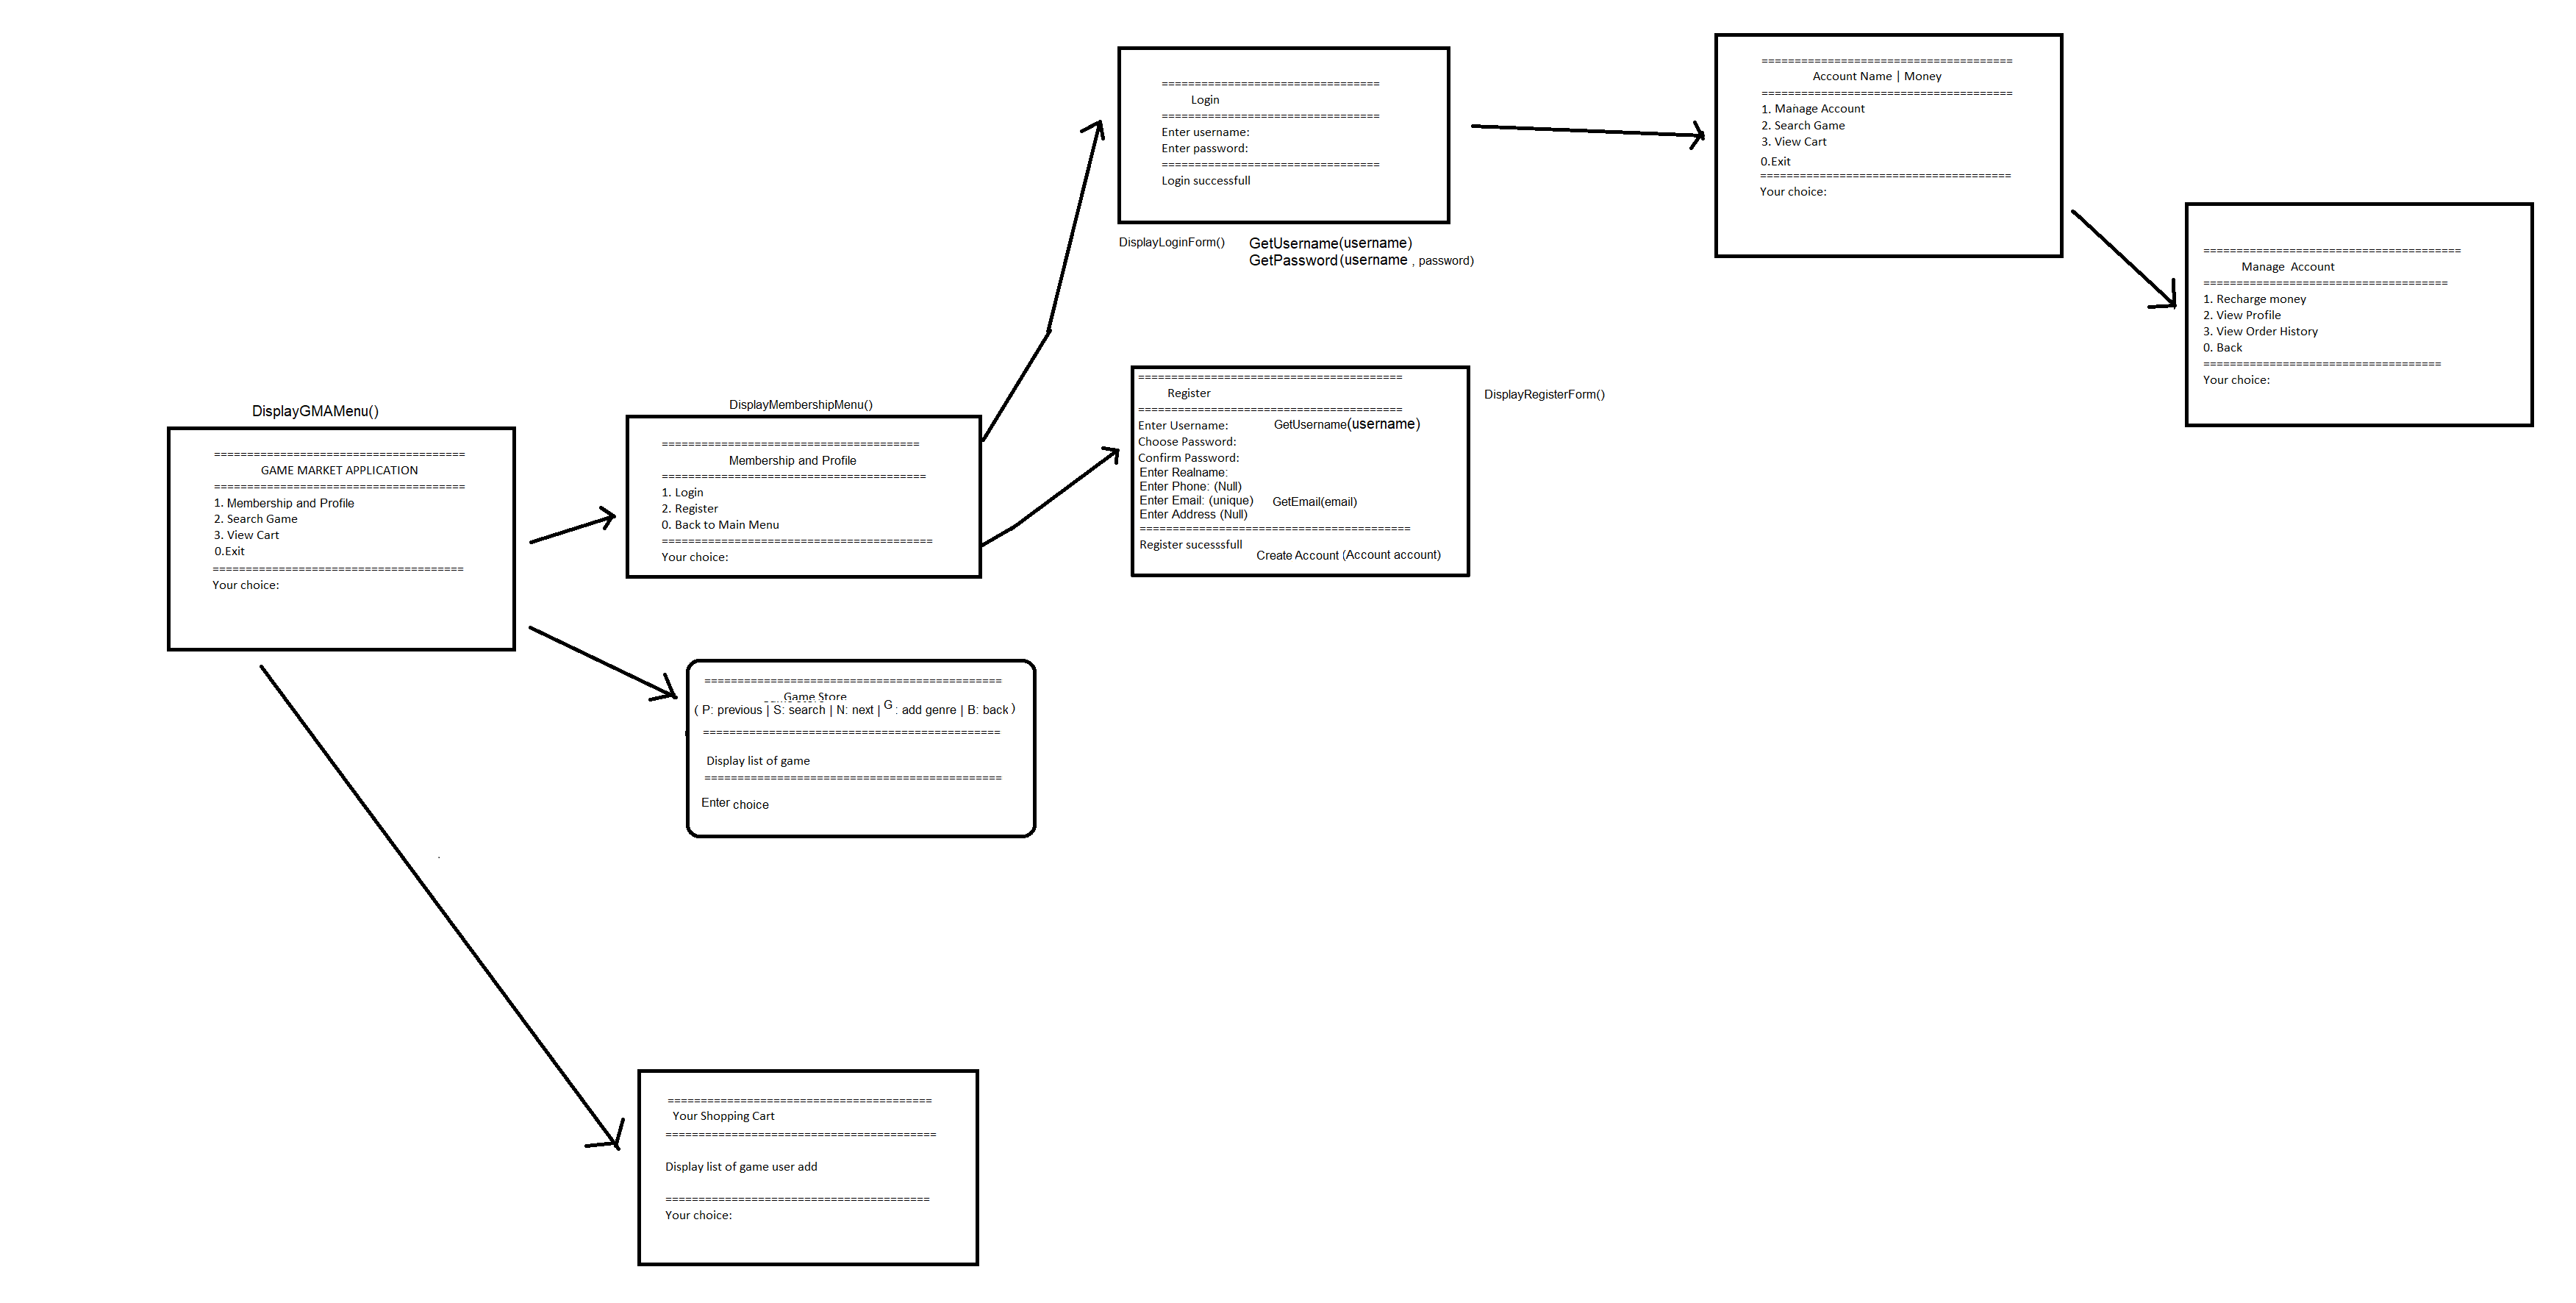 DisplayGMAMenu()
=======================================
GAME MARKET APPLICATION
=======================================
1. Membership and Profile
2. Search Game
3. View Cart
0.Exit
=======================================
Your choice:
DisplayMembershipMenu()
=======================================
Membership and Profile
========================================
1. Login
2. Register
0. Back to Main Menu
=========================================
Your choice:
=================================
Login
=================================
Enter username:
Enter password:
=================================
Login successfull
DisplayLoginForm()
GetUsername(username)
GetPassword(username , password)
======================================
Account Name | Money
======================================
1. Manage Account
2. Search Game
3. View Cart
0.Exit
======================================
Your choice:
=======================================
Manage  Account
=====================================
1. Recharge money
2. View Profile
3. View Order History
0. Back
====================================
Your choice:
========================================
Register
========================================
Enter Username: GetUsername(username)
Choose Password:
Confirm Password:
Enter Realname:
Enter Phone: (Null)
Enter Email: (unique) GetEmail(email)
Enter Address (Null)
=========================================
Register sucesssfull
Create Account (Account account)
DisplayRegisterForm()
=============================================
Game Store
( P: previous | S: search | N: next | G : add genre | B: back )
=============================================
Display list of game
=============================================
Enter choice
========================================
Your Shopping Cart
=========================================
Display list of game user add
========================================
Your choice: